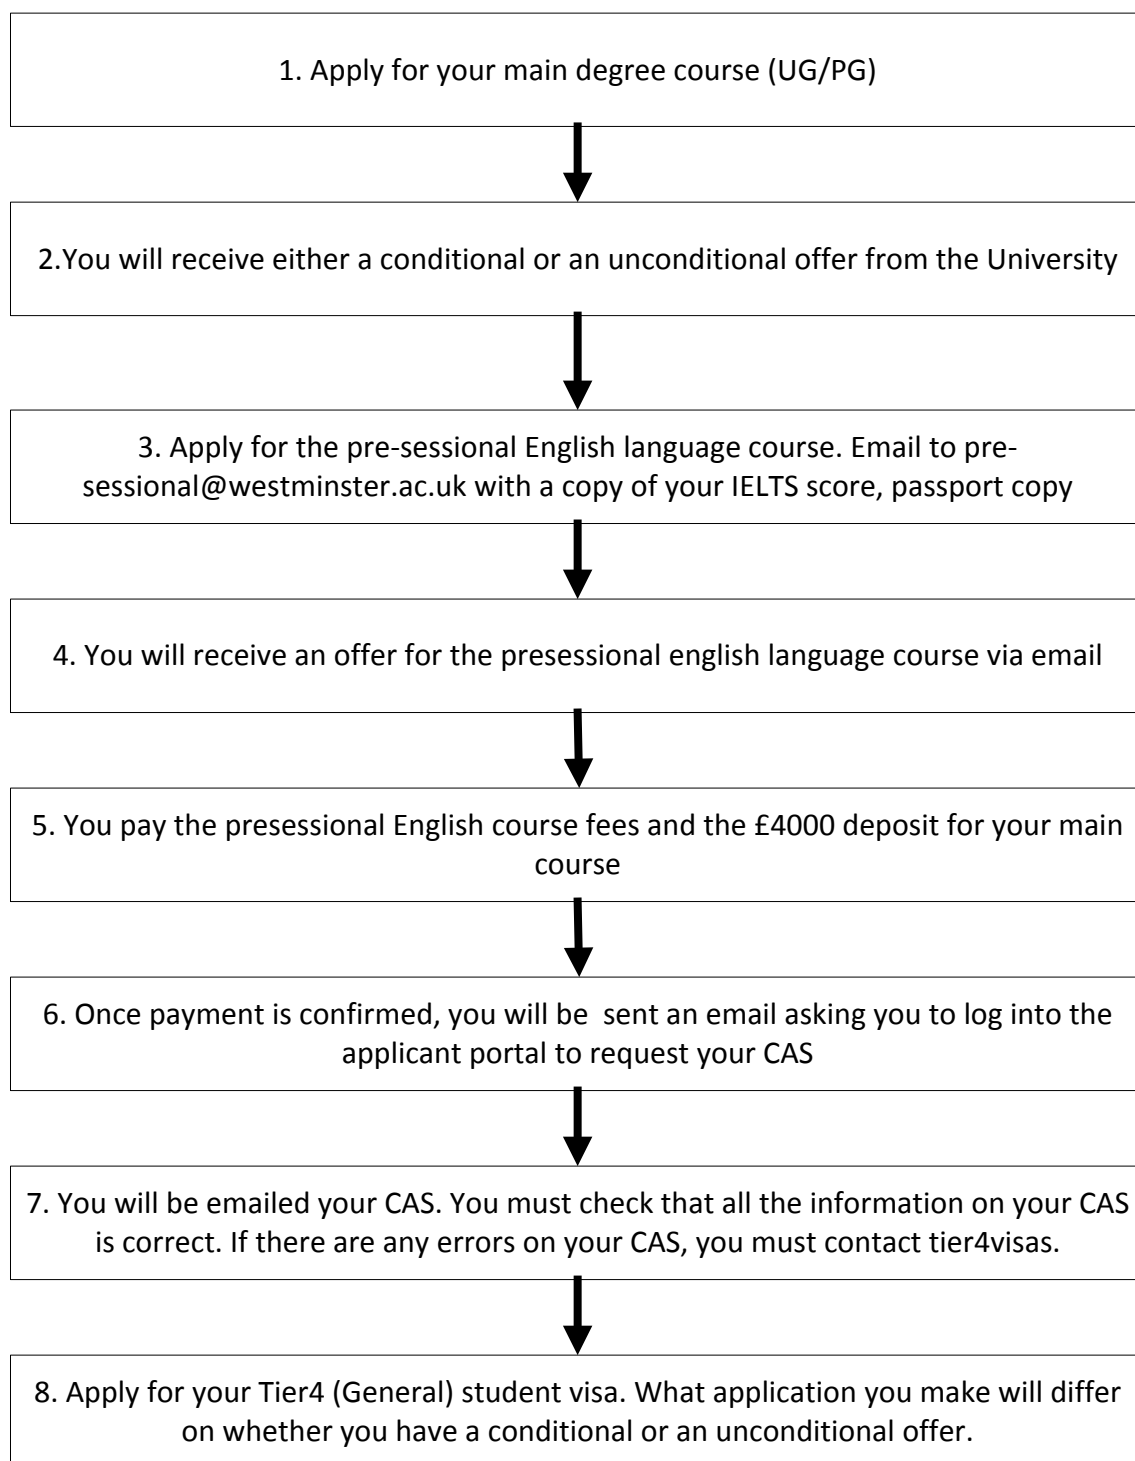 1. Apply for your main degree course (UG/PG)
2.You will receive either a conditional or an unconditional offer from the University
3. Apply for the pre-sessional English language course. Email to pre-
sessional@westminster.ac.uk with a copy of your IELTS score, passport copy
4. You will receive an offer for the presessional english language course via email
5. You pay the presessional English course fees and the £4000 deposit for your main
course
6. Once payment is confirmed, you will be  sent an email asking you to log into the
applicant portal to request your CAS
7. You will be emailed your CAS. You must check that all the information on your CAS
is correct. If there are any errors on your CAS, you must contact tier4visas.
8. Apply for your Tier4 (General) student visa. What application you make will differ
on whether you have a conditional or an unconditional offer.